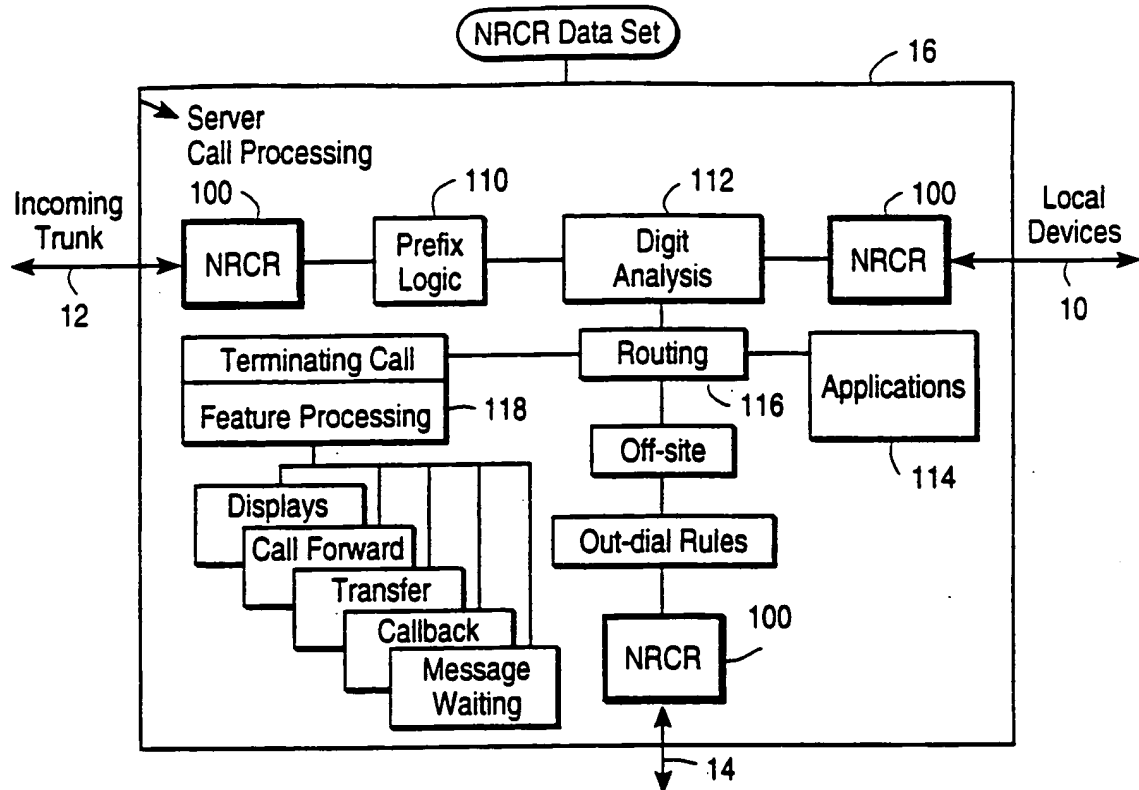 NRCR Data Set
16
Server
Call Processing
100
110
112
100
Incoming
Trunk
Local
Devices
NRCR
Prefix
Logic
Digit
Analysis
NRCR
12
10
Terminating Call
Routing
Applications
Feature Processing
118
116
114
Off-site
Displays
Call Forward
Out-dial Rules
Transfer
Callback
Message
Waiting
NRCR
100
14